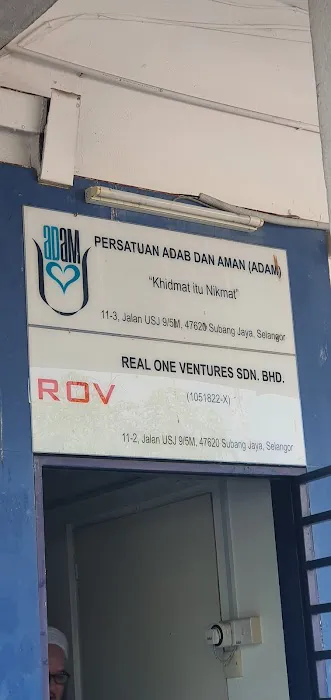 adam
PERSATUAN ADAB DAN AMAN (ADAM)
"Khidmat itu Nikmat"
11-3, Jalan USJ 9/5M, 47620 Subang Jaya, Selangor
REAL ONE VENTURES SDN. BHD.
ROV
(1051822-X)
11-2, Jalan USJ 9/5M, 47620 Subang Jaya, Selangor